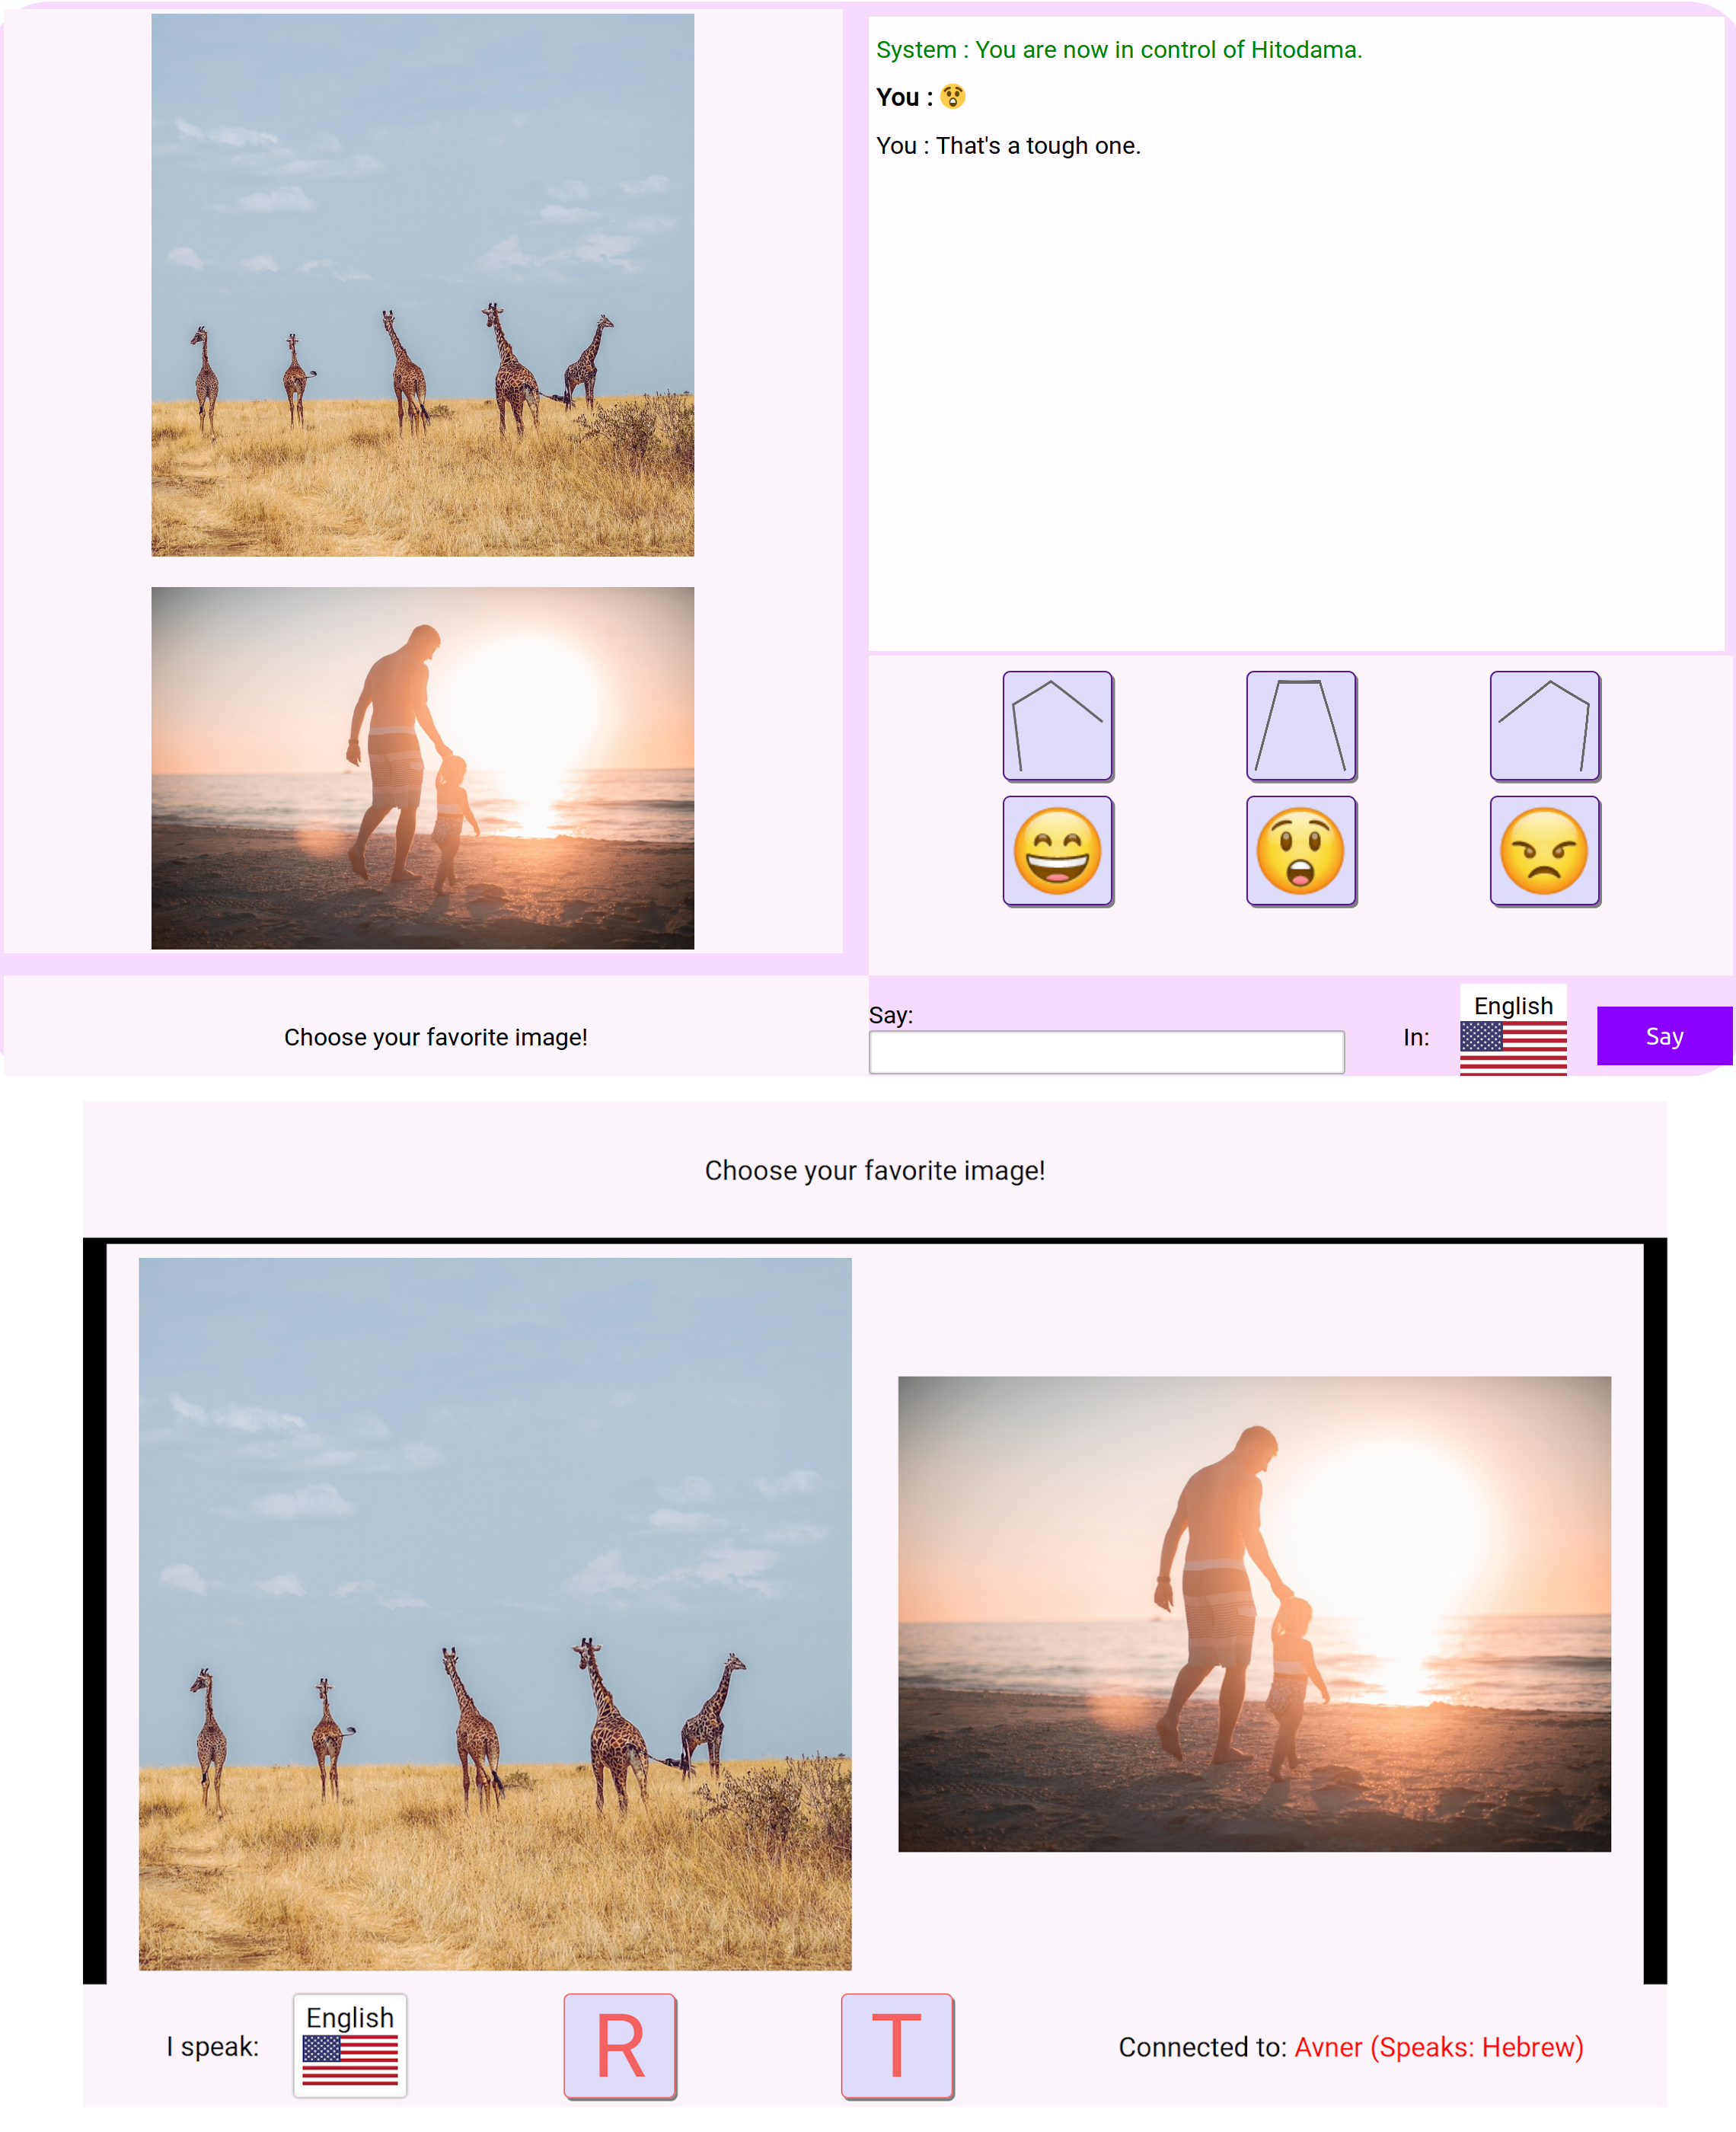 System : You are now in control of Hitodama.
You : 😲
You : That's a tough one.
Choose your favorite image!
Say:
In:
English
Say
Choose your favorite image!
I speak:
English
R
T
Connected to: Avner (Speaks: Hebrew)